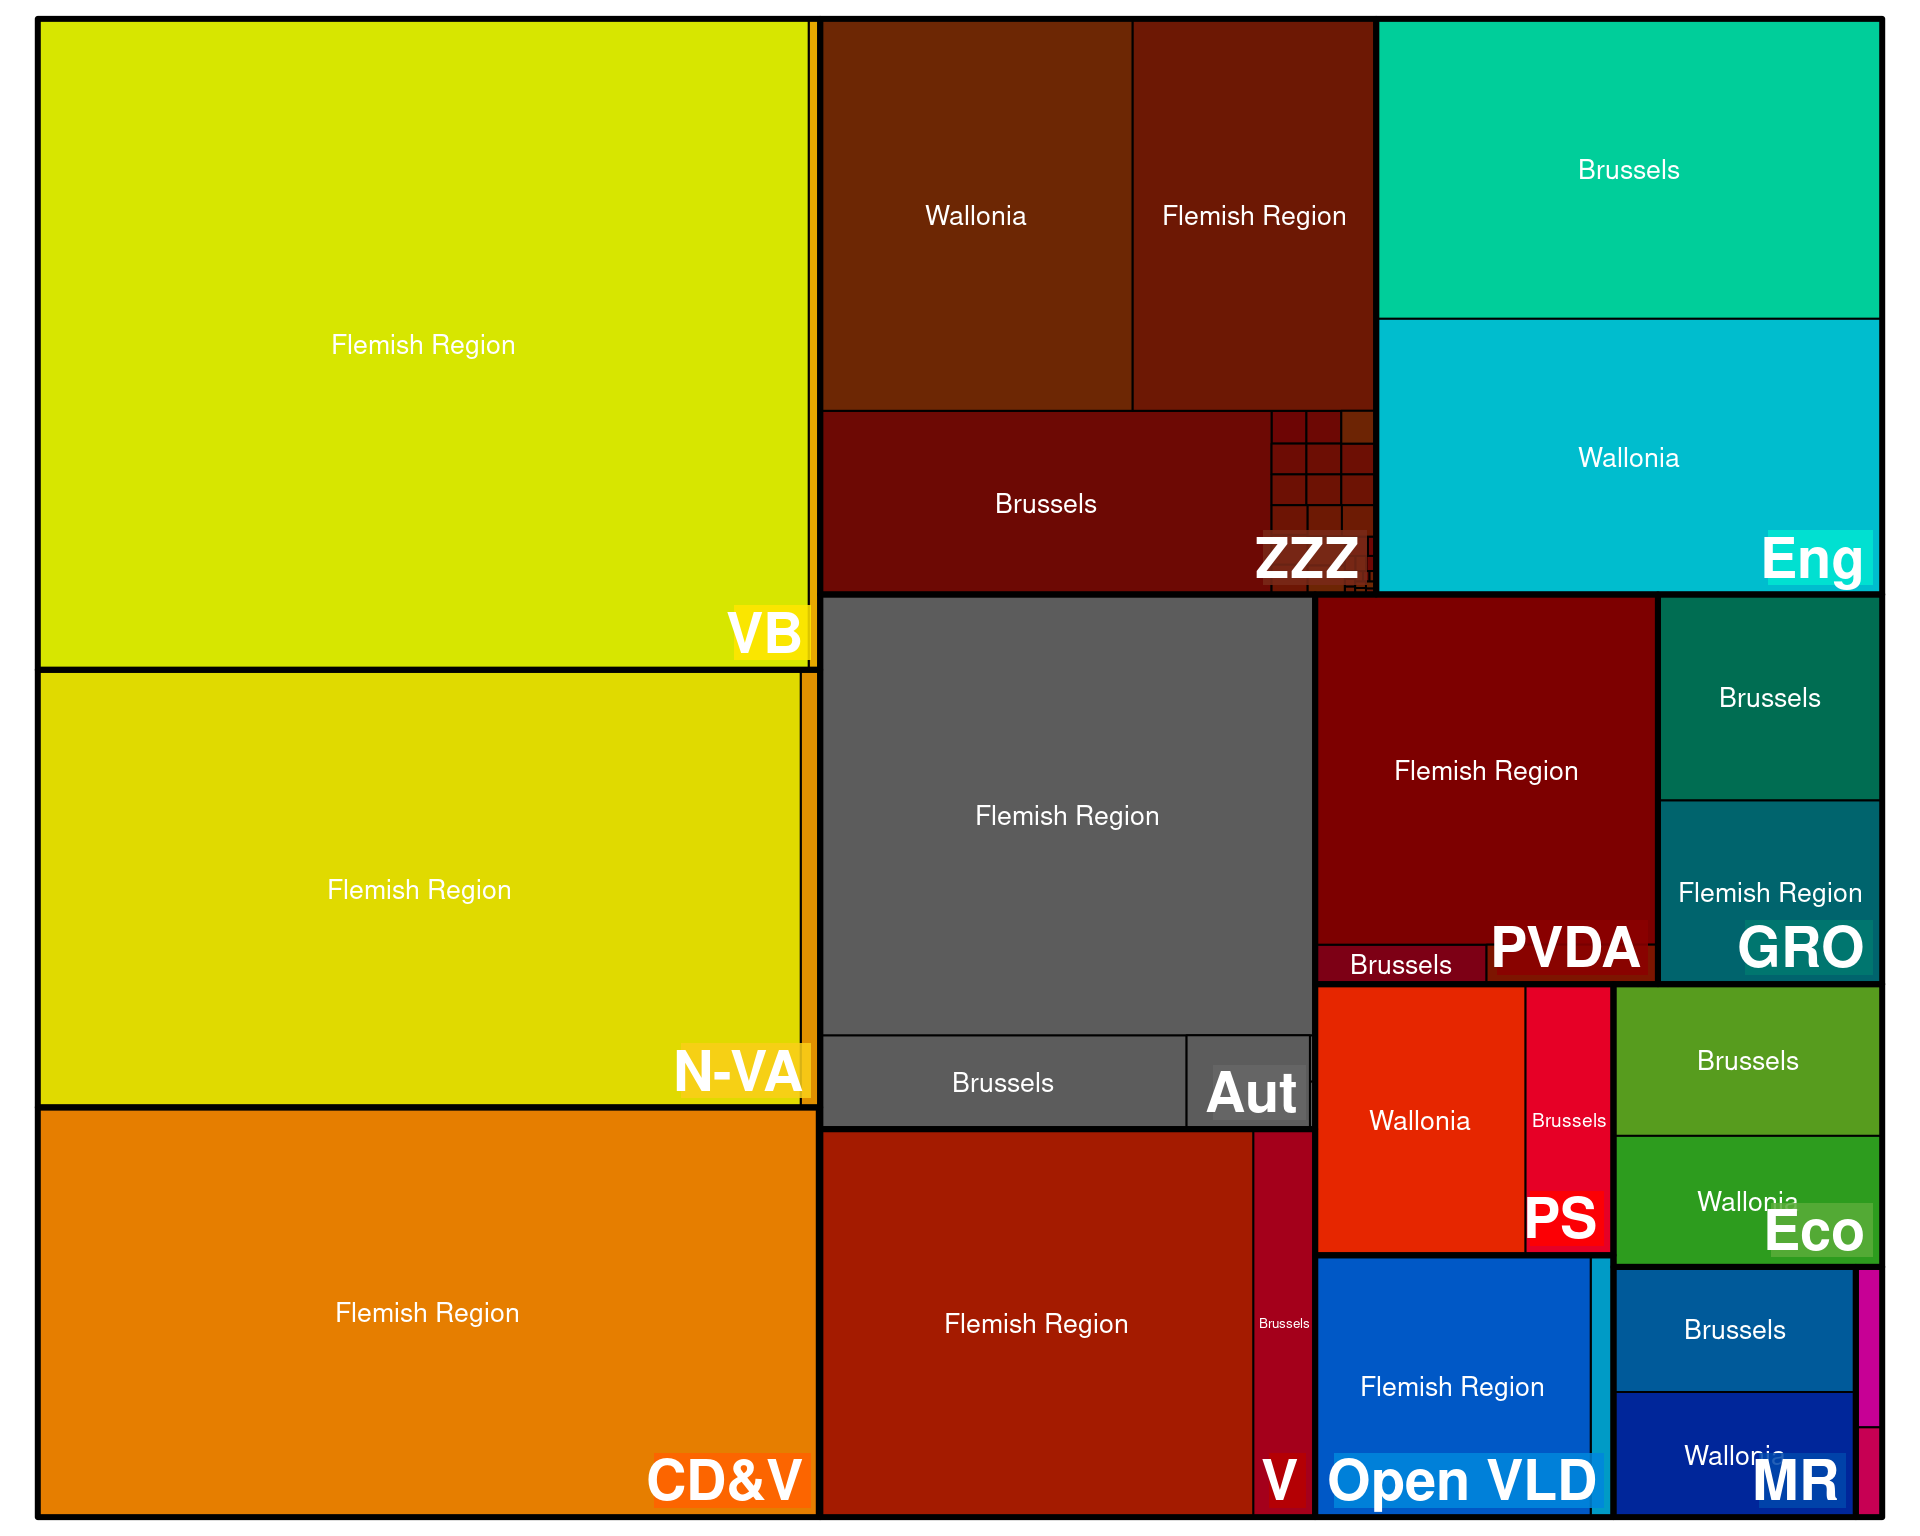 Flemish Region
VB
Flemish Region
N-VA
Flemish Region
CD&V
Wallonia
Flemish Region
Brussels
ZZZ
Brussels
Wallonia
Eng
Flemish Region
Brussels
Aut
Flemish Region
Brussels
V
Flemish Region
Brussels
PVDA
Brussels
Flemish Region
GRO
Wallonia
Brussels
PS
Brussels
Wallonia
Eco
Flemish Region
Open VLD
Brussels
Wallonia
MR